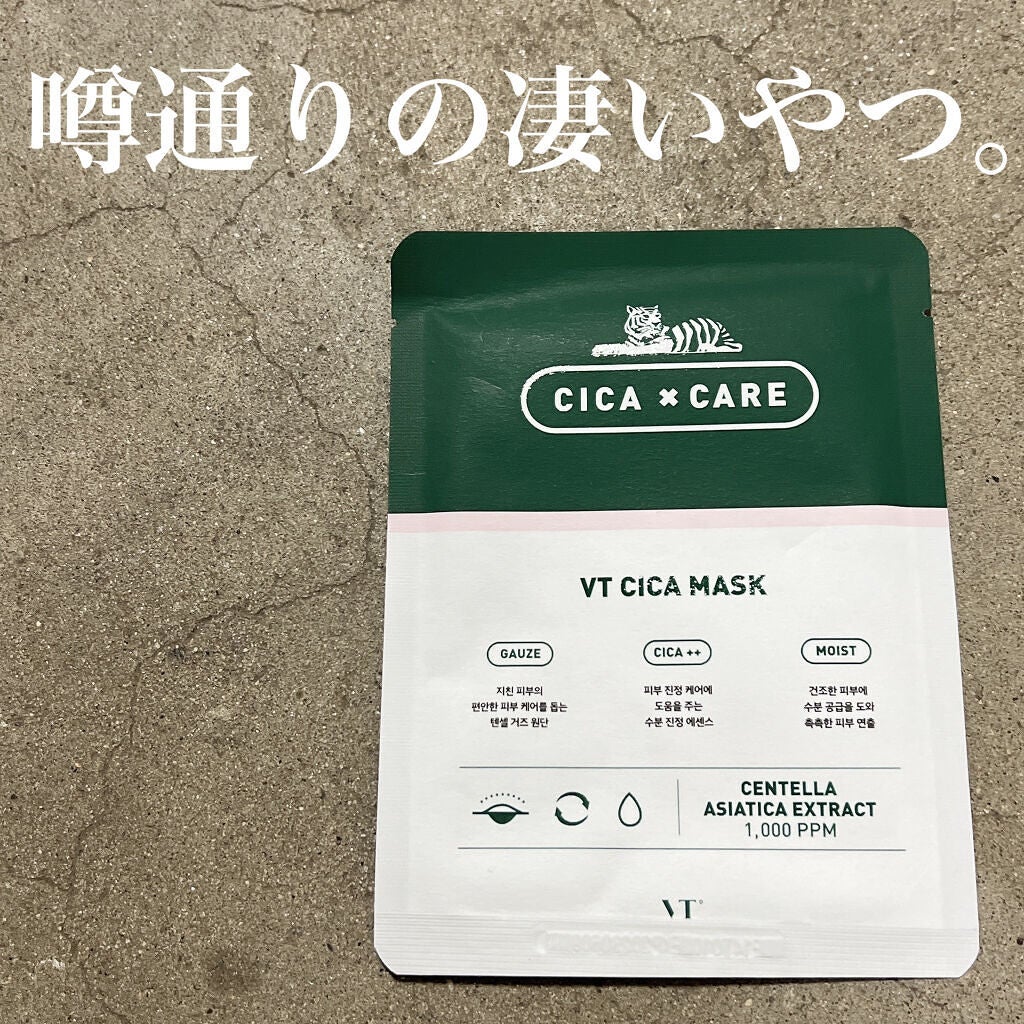 噂通りの凄いやつ。
CICA × CARE
VT CICA MASK
GAUZE
지친 피부의
편안한 피부 케어를 돕는
텐셀 거즈 원단
CICA ++
피부 진정 케어에
도움을 주는
수분 진정 에센스
MOIST
건조한 피부에
수분 공급을 도와
촉촉한 피부 연출
CENTELLA
ASIATICA EXTRACT
1,000 PPM
VT